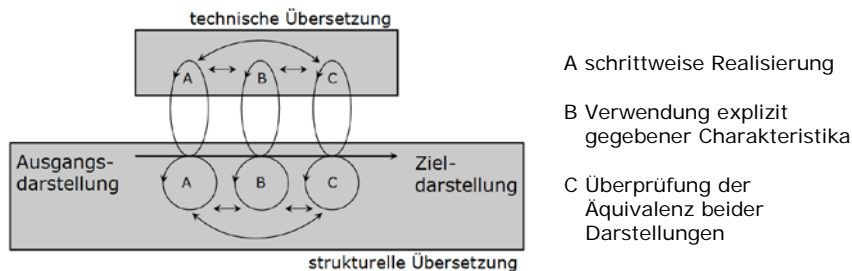 technische Übersetzung
A B C
Ausgangs-
darstellung
A B C
Ziel-
darstellung
strukturelle Übersetzung
A schrittweise Realisierung
B Verwendung explizit
gegebener Charakteristika
C Überprüfung der
Äquivalenz beider
Darstellungen